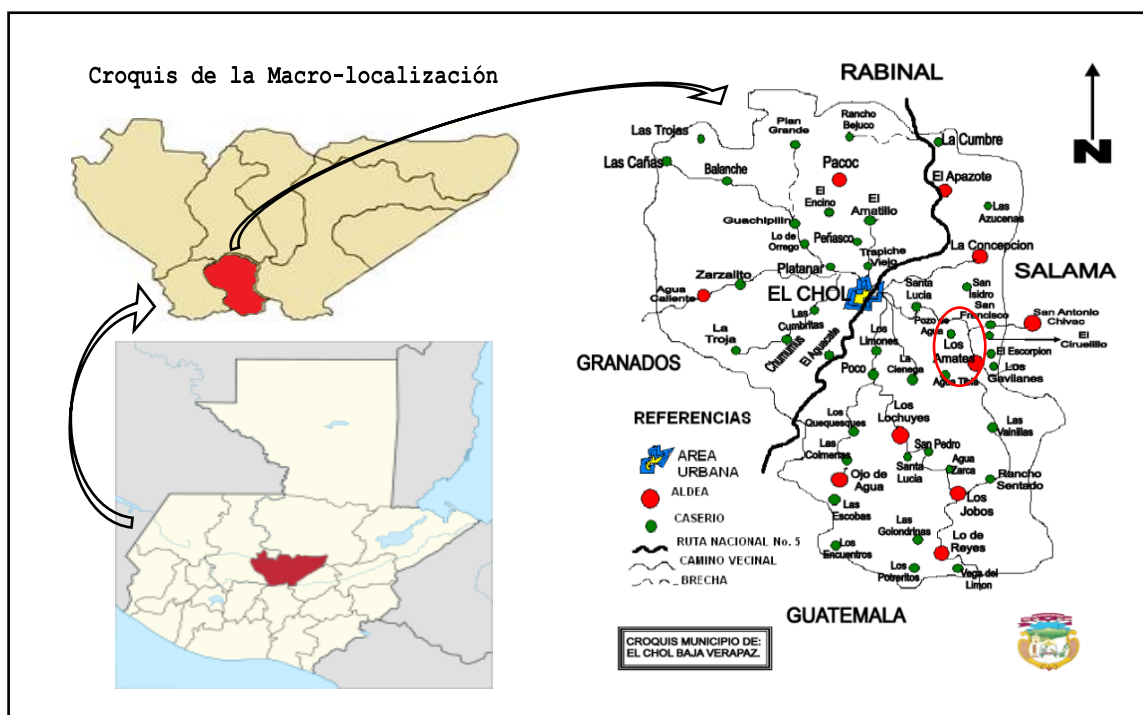 Croquis de la Macro-localización
RABINAL
N
Las Trojas
Plan
Grande
Rancho
Bejuco
La Cumbre
Las Cañas
Balanche
Pacoc
El Apazote
El
Encino
El
Amatillo
Las
Azucenas
Guachipilin
Lo de
Orrego
Peñasco
La Concepcion
Trapiche
Viejo
Platanar
SALAMA
Zarzalito
Agua
Caliente
EL CHOL
Santa
Lucia
San
Isidro
San
Francisco
San Antonio
Chivac
Las
Cumbritas
Pozo de
Agua
El
Ciruelillo
La
Troja
Chumumus
El Aguacate
Los
Limones
Los
Amates
El Escorpion
GRANADOS
Poco
La
Cienega
Agua Tibia
Los
Gavilanes
REFERENCIAS
Los
Quequesques
Los
Lochuyes
Las
Vainillas
AREA
URBANA
Las
Colmenas
San Pedro
Santa
Lucia
Agua
Zarca
Rancho
Sentado
ALDEA
Ojo de
Agua
Los
Jobos
CASERIO
Las
Escobas
Las
Golondrinas
RUTA NACIONAL No. 5
Los
Encuentros
Lo de
Reyes
CAMINO VECINAL
Los
Potreritos
Vega del
Limon
BRECHA
GUATEMALA
CROQUIS MUNICIPIO DE:
EL CHOL BAJA VERAPAZ.